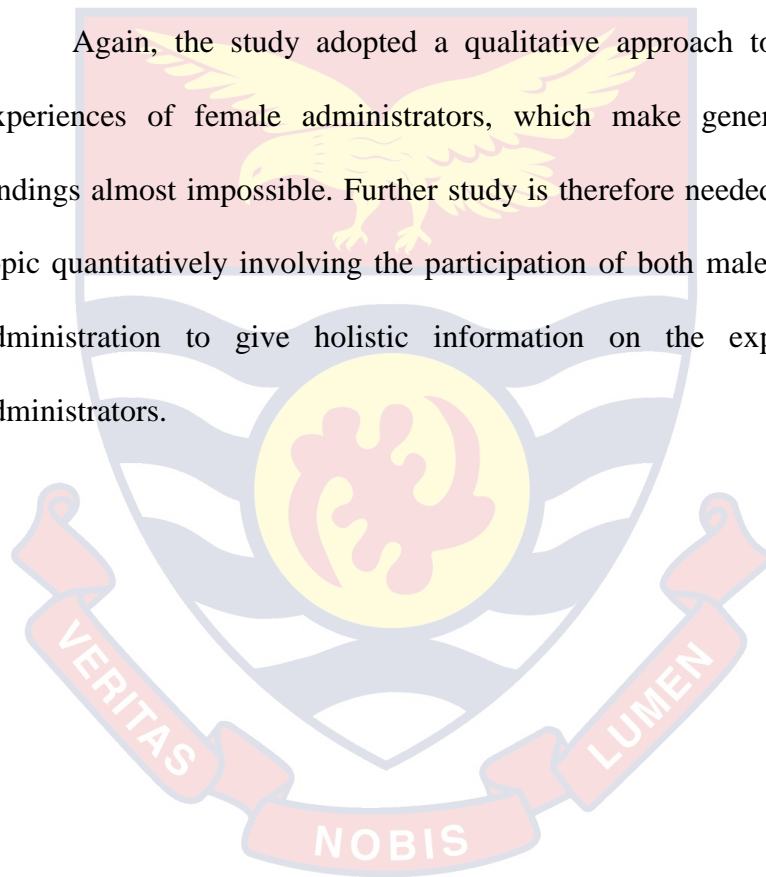 Again, the study adopted a qualitative approach to
xperiences of female administrators, which make gener
ndings almost impossible. Further study is therefore needed
opic quantitatively involving the participation of both male
dministration to give holistic information on the exp
dministrators.
VERITAS
NOBIS
LUMEN